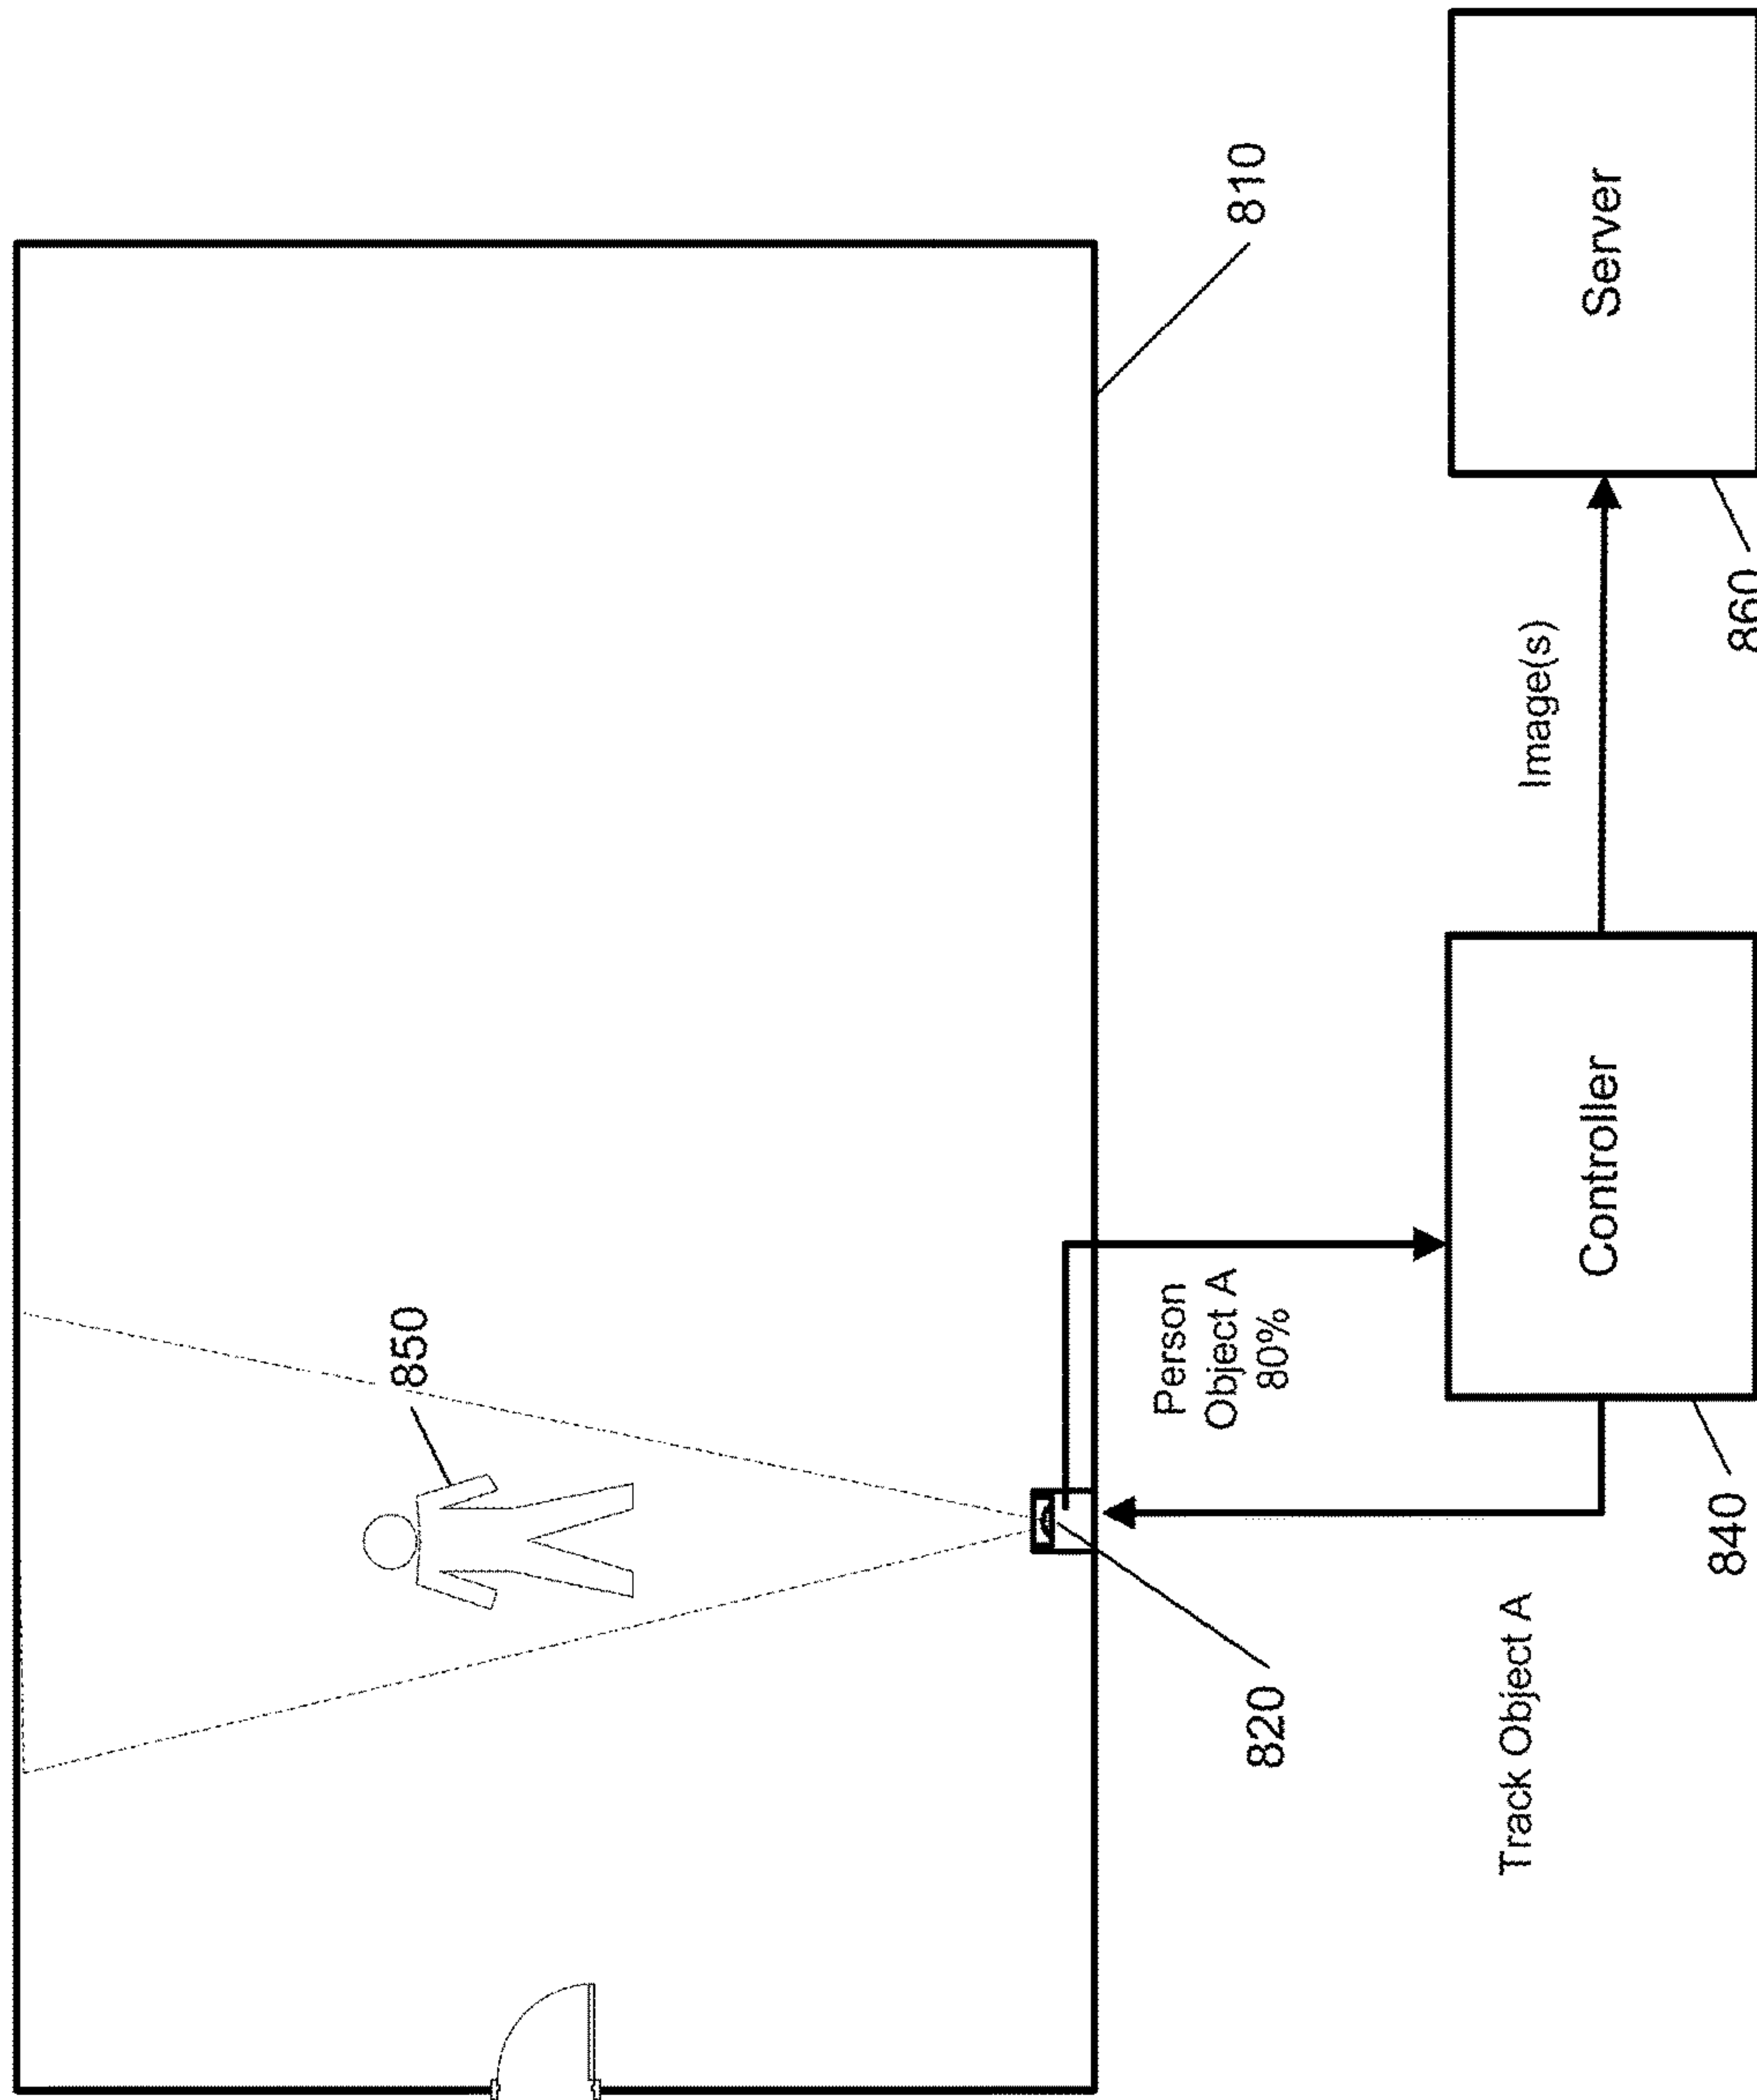 850
810
820
Person
Object A
80%
Track Object A
Image(s)
Controller
Server
840
860